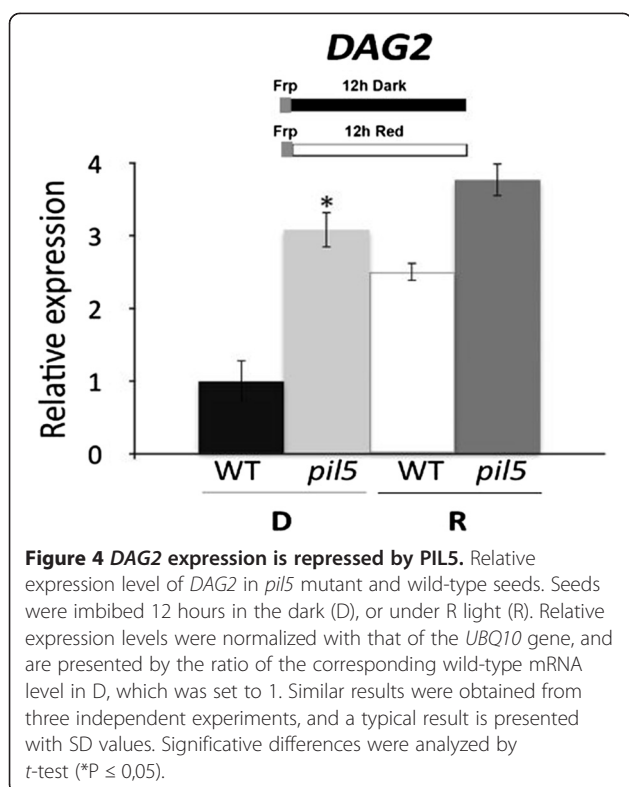 DAG2
Frp 12h Dark
Frp 12h Red
Relative expression
4
3
2
1
0
*
WT pil5 WT pil5
D R
Figure 4 DAG2 expression is repressed by PIL5. Relative
expression level of DAG2 in pil5 mutant and wild-type seeds. Seeds
were imbibed 12 hours in the dark (D), or under R light (R). Relative
expression levels were normalized with that of the UBQ10 gene, and
are presented by the ratio of the corresponding wild-type mRNA
level in D, which was set to 1. Similar results were obtained from
three independent experiments, and a typical result is presented
with SD values. Significative differences were analyzed by
t-test (*P ≤ 0,05).